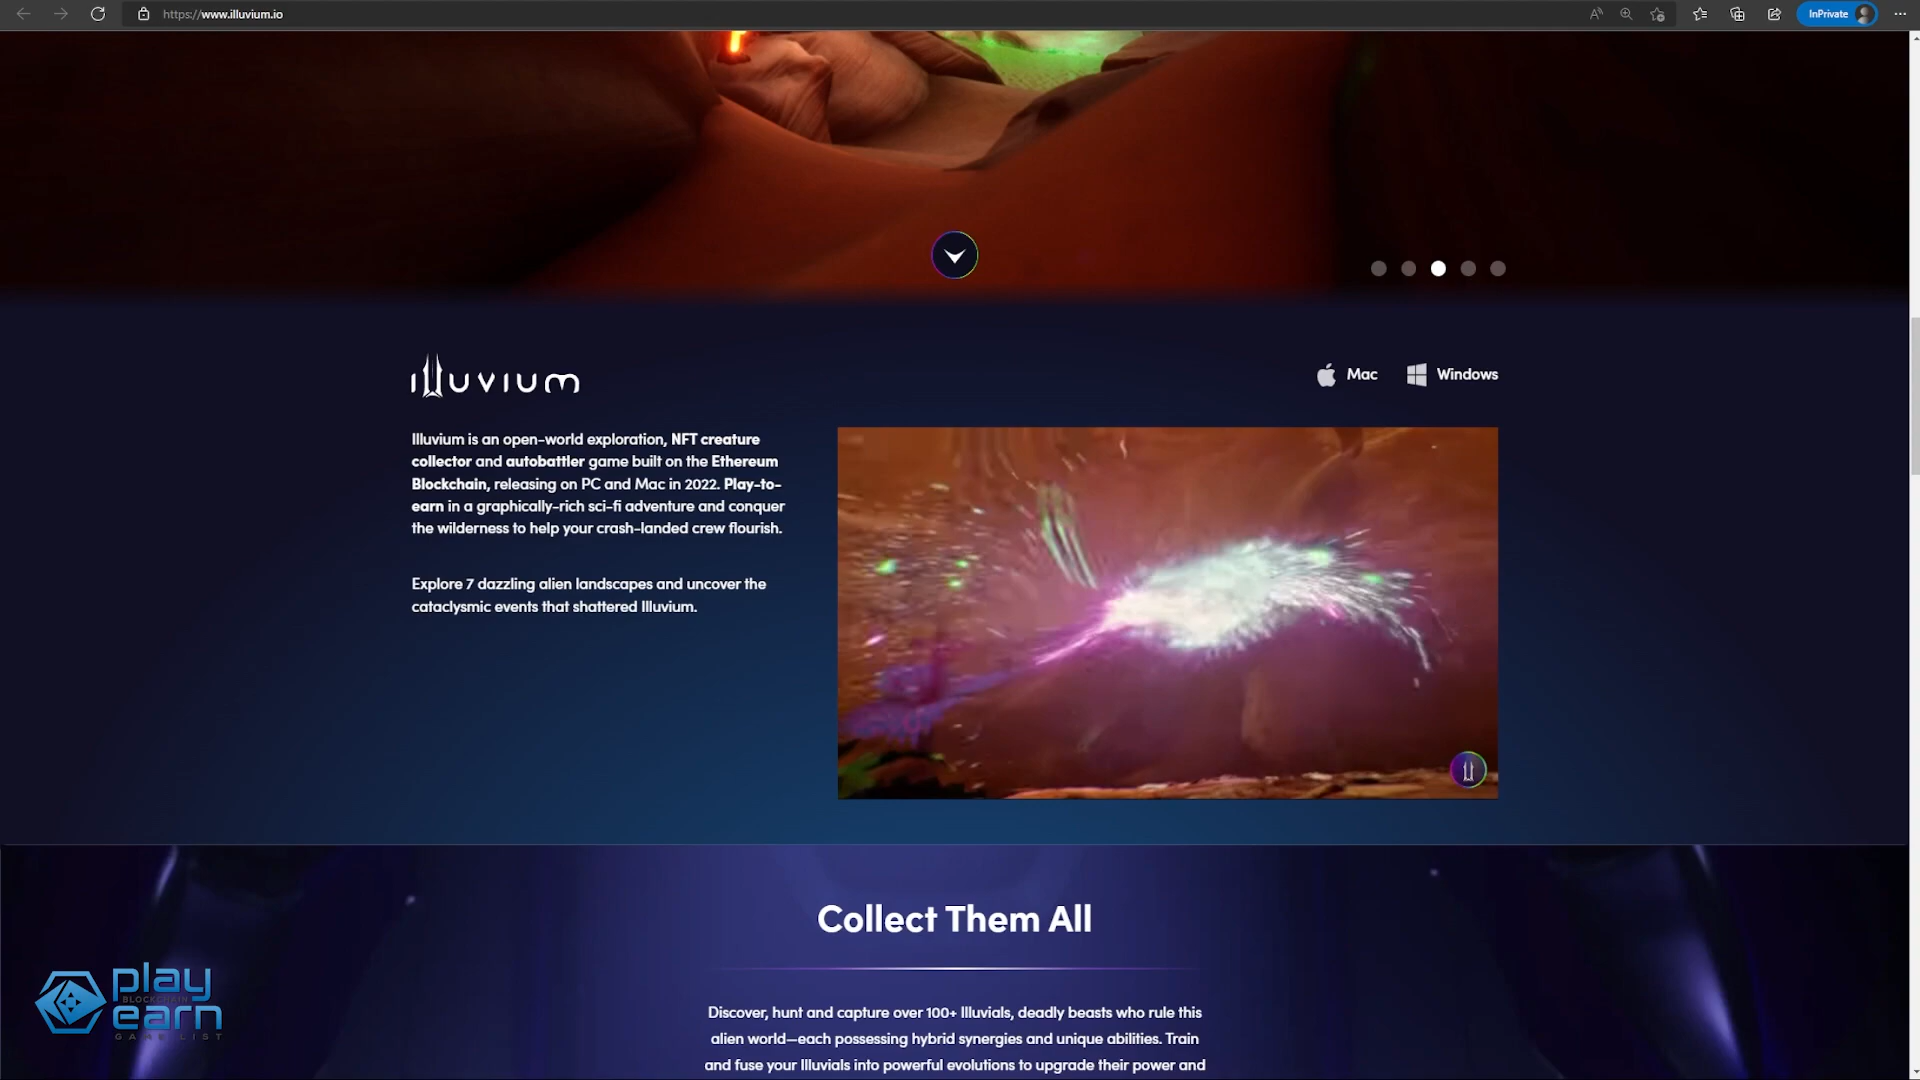 https://www.illuvium.io
InPrivate
illuvium
Mac
Windows
Illuvium is an open-world exploration, NFT creature
collector and autobattler game built on the Ethereum
Blockchain, releasing on PC and Mac in 2022. Play-to-
earn in a graphically-rich sci-fi adventure and conquer
the wilderness to help your crash-landed crew flourish.
Explore 7 dazzling alien landscapes and uncover the
cataclysmic events that shattered Illuvium.
Collect Them All
Discover, hunt and capture over 100+ Illuvials, deadly beasts who rule this
alien world—each possessing hybrid synergies and unique abilities. Train
and fuse your Illuvials into powerful evolutions to upgrade their power and
play
BLOCKCHAIN
earn
GAME LIST